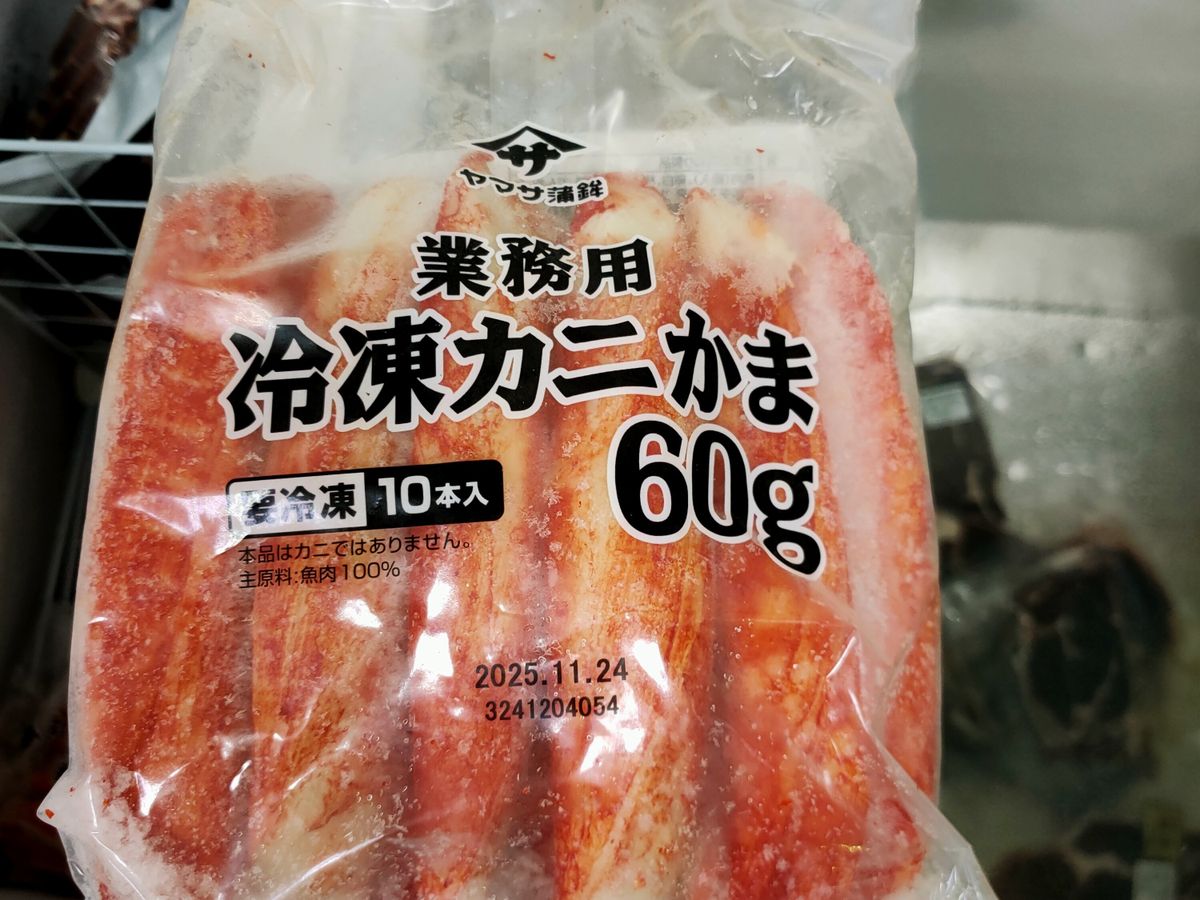 サ
ヤマサ蒲鉾
業務用
冷凍カニかま
60g
要冷凍 10本入
本品はカニではありません。
主原料:魚肉100%
2025.11.24
3241204054